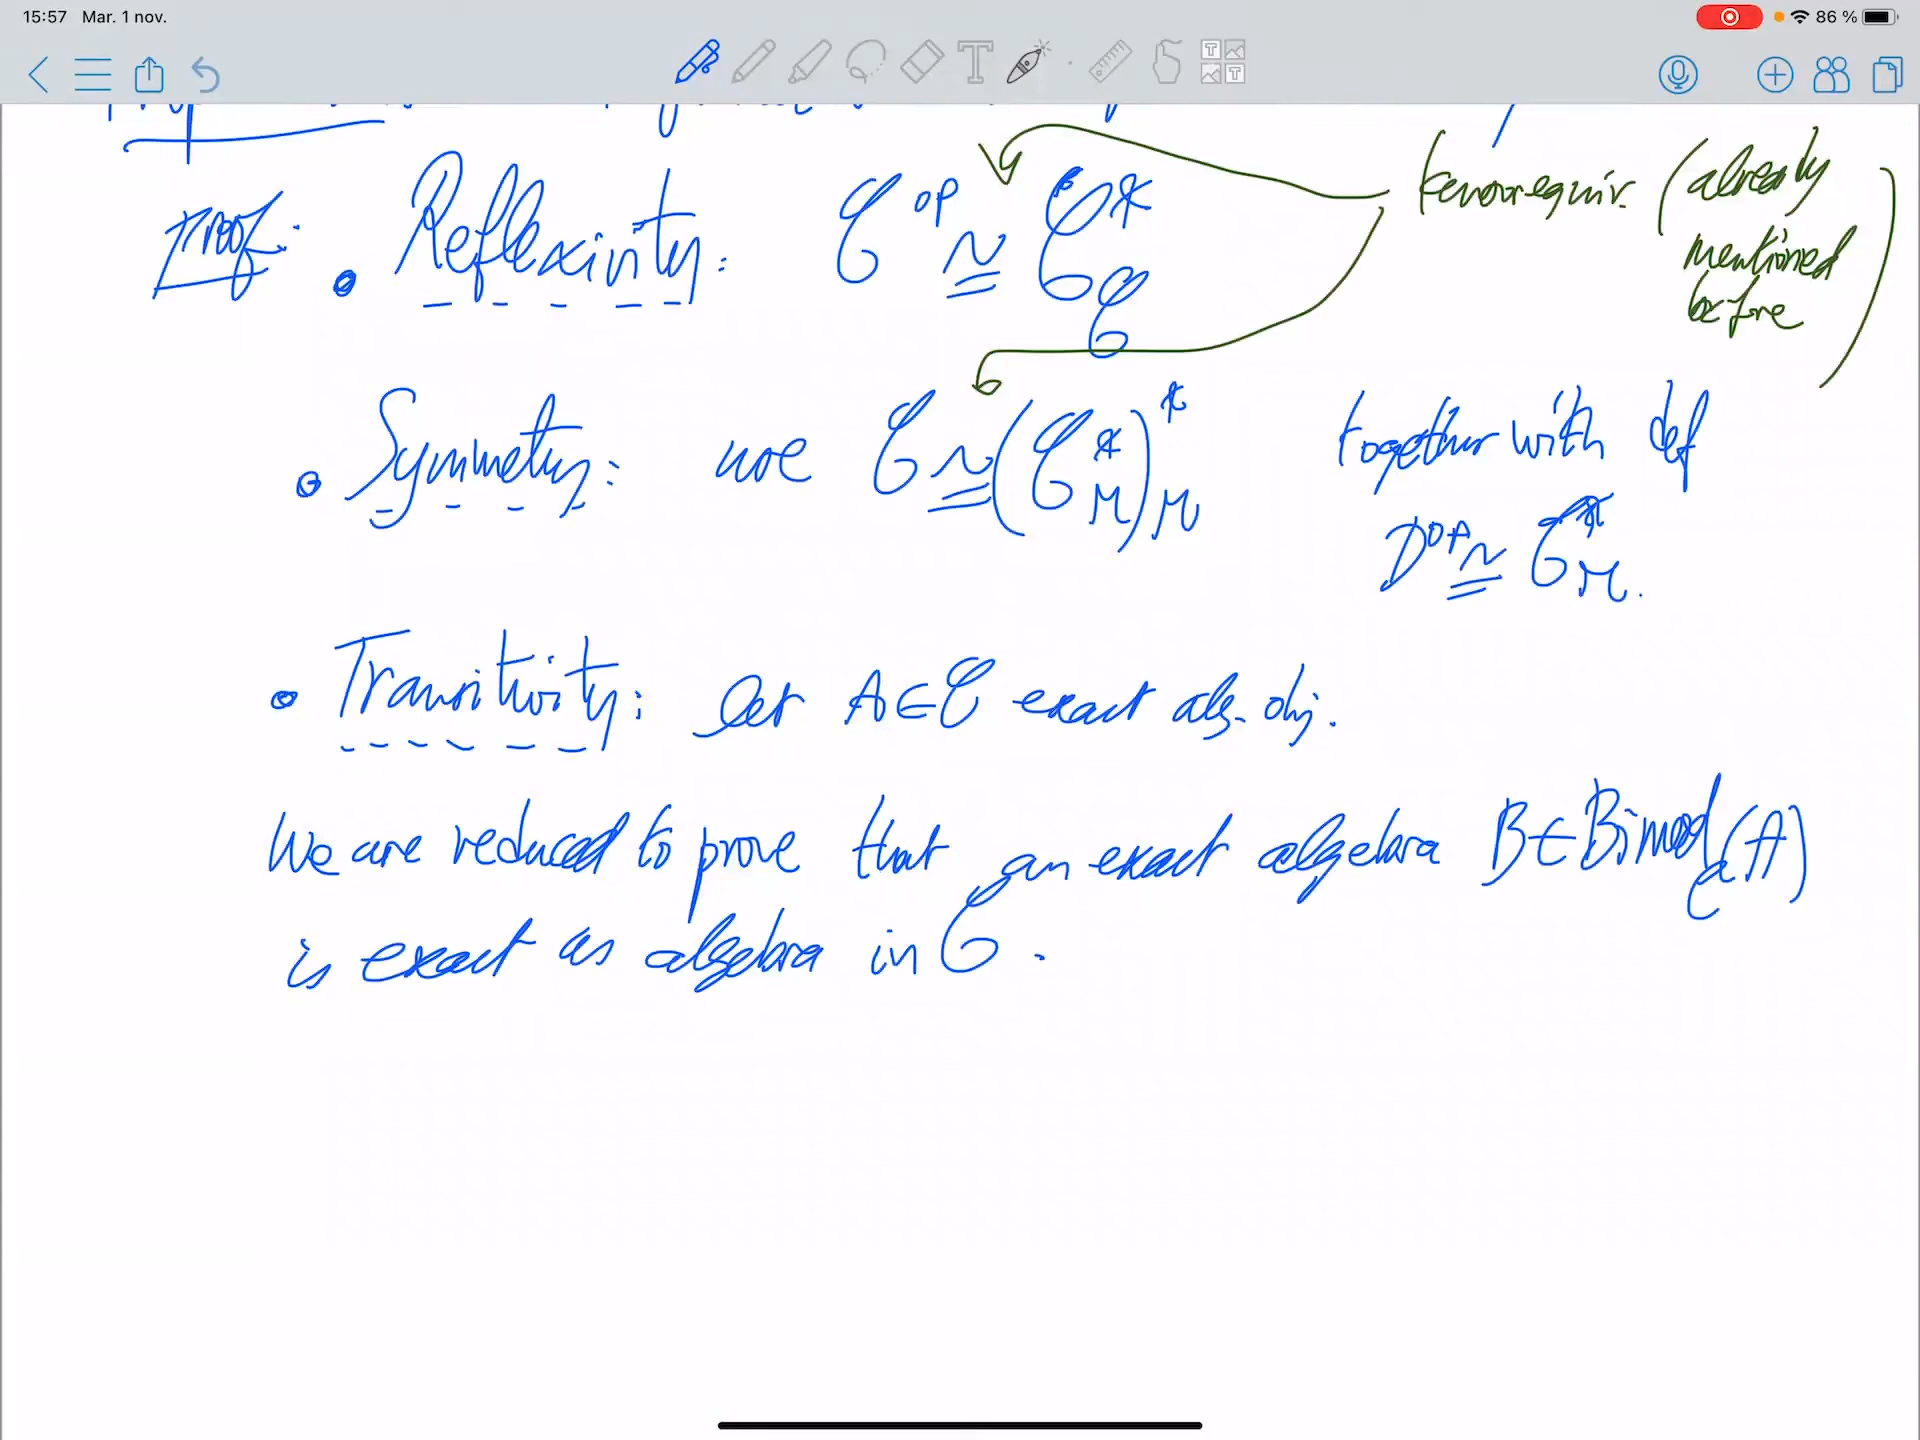 15:57 Mar. 1 nov. 86 %
proof: • Reflexivity: 𝒞^op ≅ 𝒞*_𝒞 tensor equiv. (already mentioned before)
• Symmetry: use 𝒞 ≅ (𝒞*_M)*_M together with def
D^op ≅ 𝒞*_M.
• Transitivity: let A ∈ 𝒞 exact alg. obj.
We are reduced to prove that an exact algebra B ∈ Bimod_𝒞(A)
is exact as algebra in 𝒞.